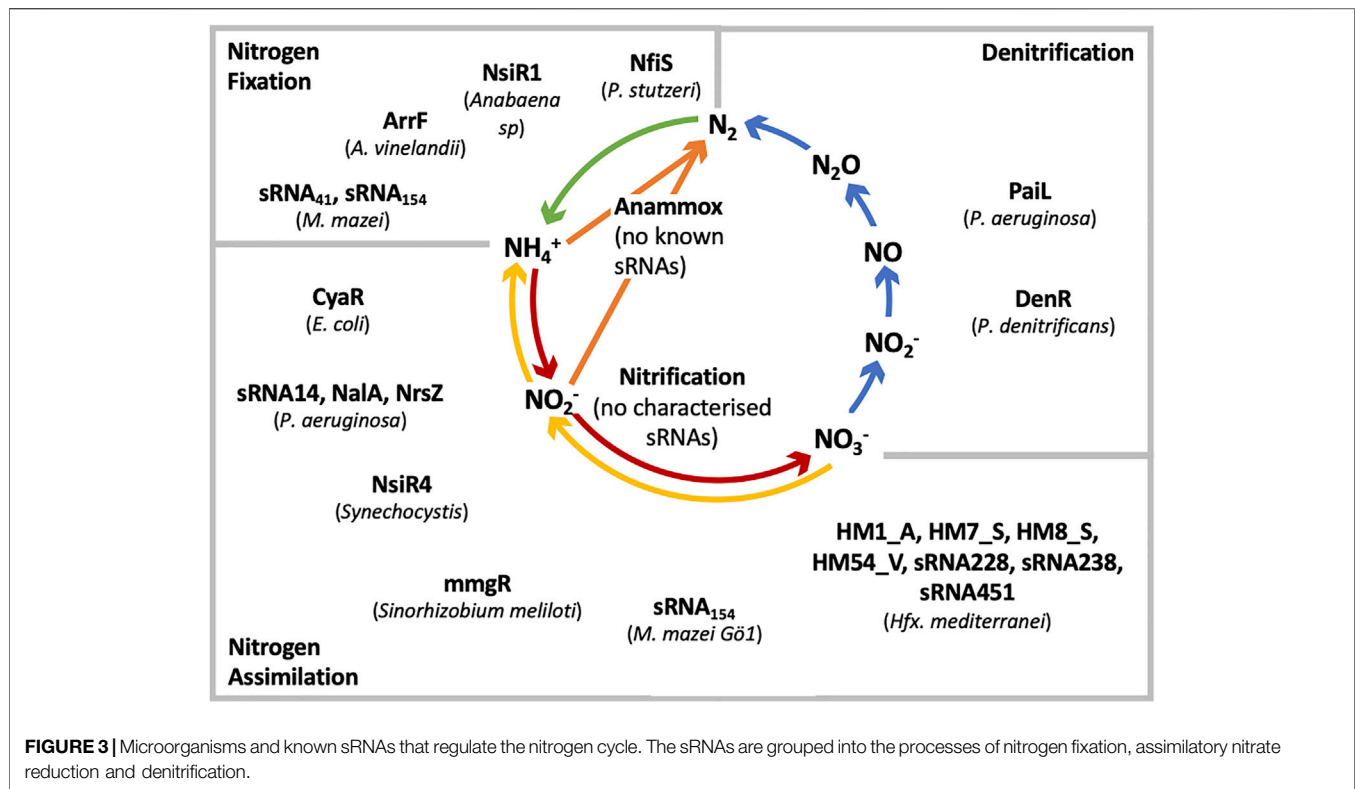 Nitrogen
Fixation
NsiR1
(Anabaena
sp)
NfiS
(P. stutzeri)
ArrF
(A. vinelandii)
sRNA₄₁, sRNA₁₅₄
(M. mazei)
Denitrification
N₂
N₂O
NO
NO₂⁻
NO₃⁻
PaiL
(P. aeruginosa)
DenR
(P. denitrificans)
Anammox
(no known
sRNAs)
NH₄⁺
NO₂⁻
Nitrification
(no characterised
sRNAs)
CyaR
(E. coli)
sRNA14, NalA, NrsZ
(P. aeruginosa)
NsiR4
(Synechocystis)
mmgR
(Sinorhizobium meliloti)
sRNA₁₅₄
(M. mazei Gö1)
HM1_A, HM7_S, HM8_S,
HM54_V, sRNA228, sRNA238,
sRNA451
(Hfx. mediterranei)
Nitrogen
Assimilation
FIGURE 3 | Microorganisms and known sRNAs that regulate the nitrogen cycle. The sRNAs are grouped into the processes of nitrogen fixation, assimilatory nitrate
reduction and denitrification.